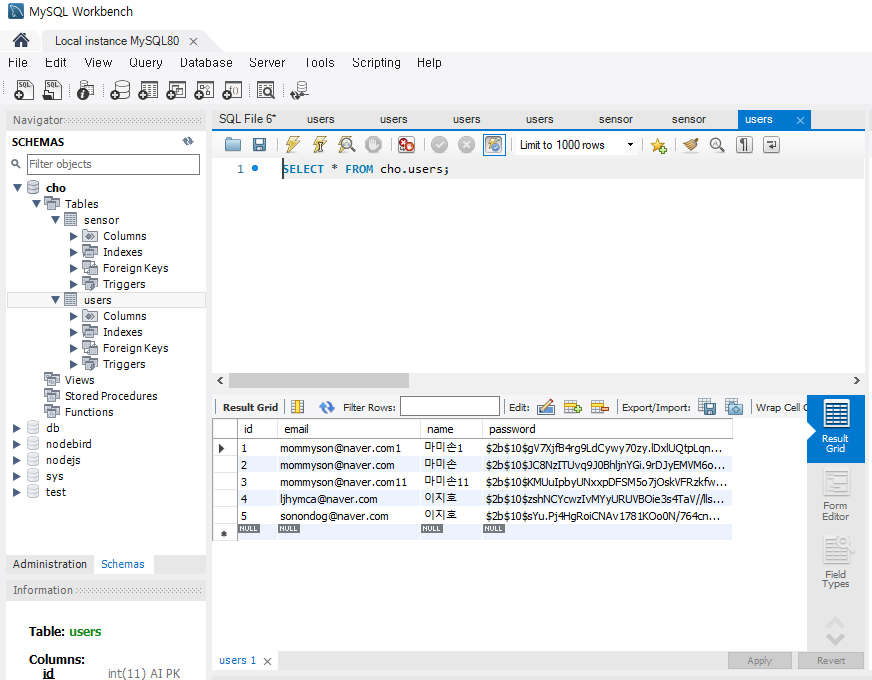 MySQL Workbench
Local instance MySQL80
File Edit View Query Database Server Tools Scripting Help
Navigator
SCHEMAS
Filter objects
cho
Tables
sensor
Columns
Indexes
Foreign Keys
Triggers
users
Columns
Indexes
Foreign Keys
Triggers
Views
Stored Procedures
Functions
db
nodebird
nodejs
sys
test
Administration Schemas
Information
Table: users
Columns:
id int(11) AI PK
SQL File 6* users users users users sensor sensor users
Limit to 1000 rows
1 SELECT * FROM cho.users;
Result Grid Filter Rows: Edit: Export/Import: Wrap Cell C
id email name password
1 mommyson@naver.com1 마미손1 $2b$10$gV7XjfB4rg9LdCywy70zy.lDxlUQtpLqn...
2 mommyson@naver.com 마미손 $2b$10$JC8NzITUvq9J0BhljnYGi.9rDJyEMVM6o...
3 mommyson@naver.com11 마미손11 $2b$10$KMUuIpbyUNxxpDFSM5o7jOskVFRzkfw...
4 ljhymca@naver.com 이지호 $2b$10$zshNCYcwzIvMYyURUVBOie3s4TaV//lls...
5 sonondog@naver.com 이지호 $2b$10$sYu.Pj4HgRoiCNAv1781KOo0N/764cn...
NULL NULL NULL NULL
Result
Grid
Form
Editor
Field
Types
users 1
Apply Revert